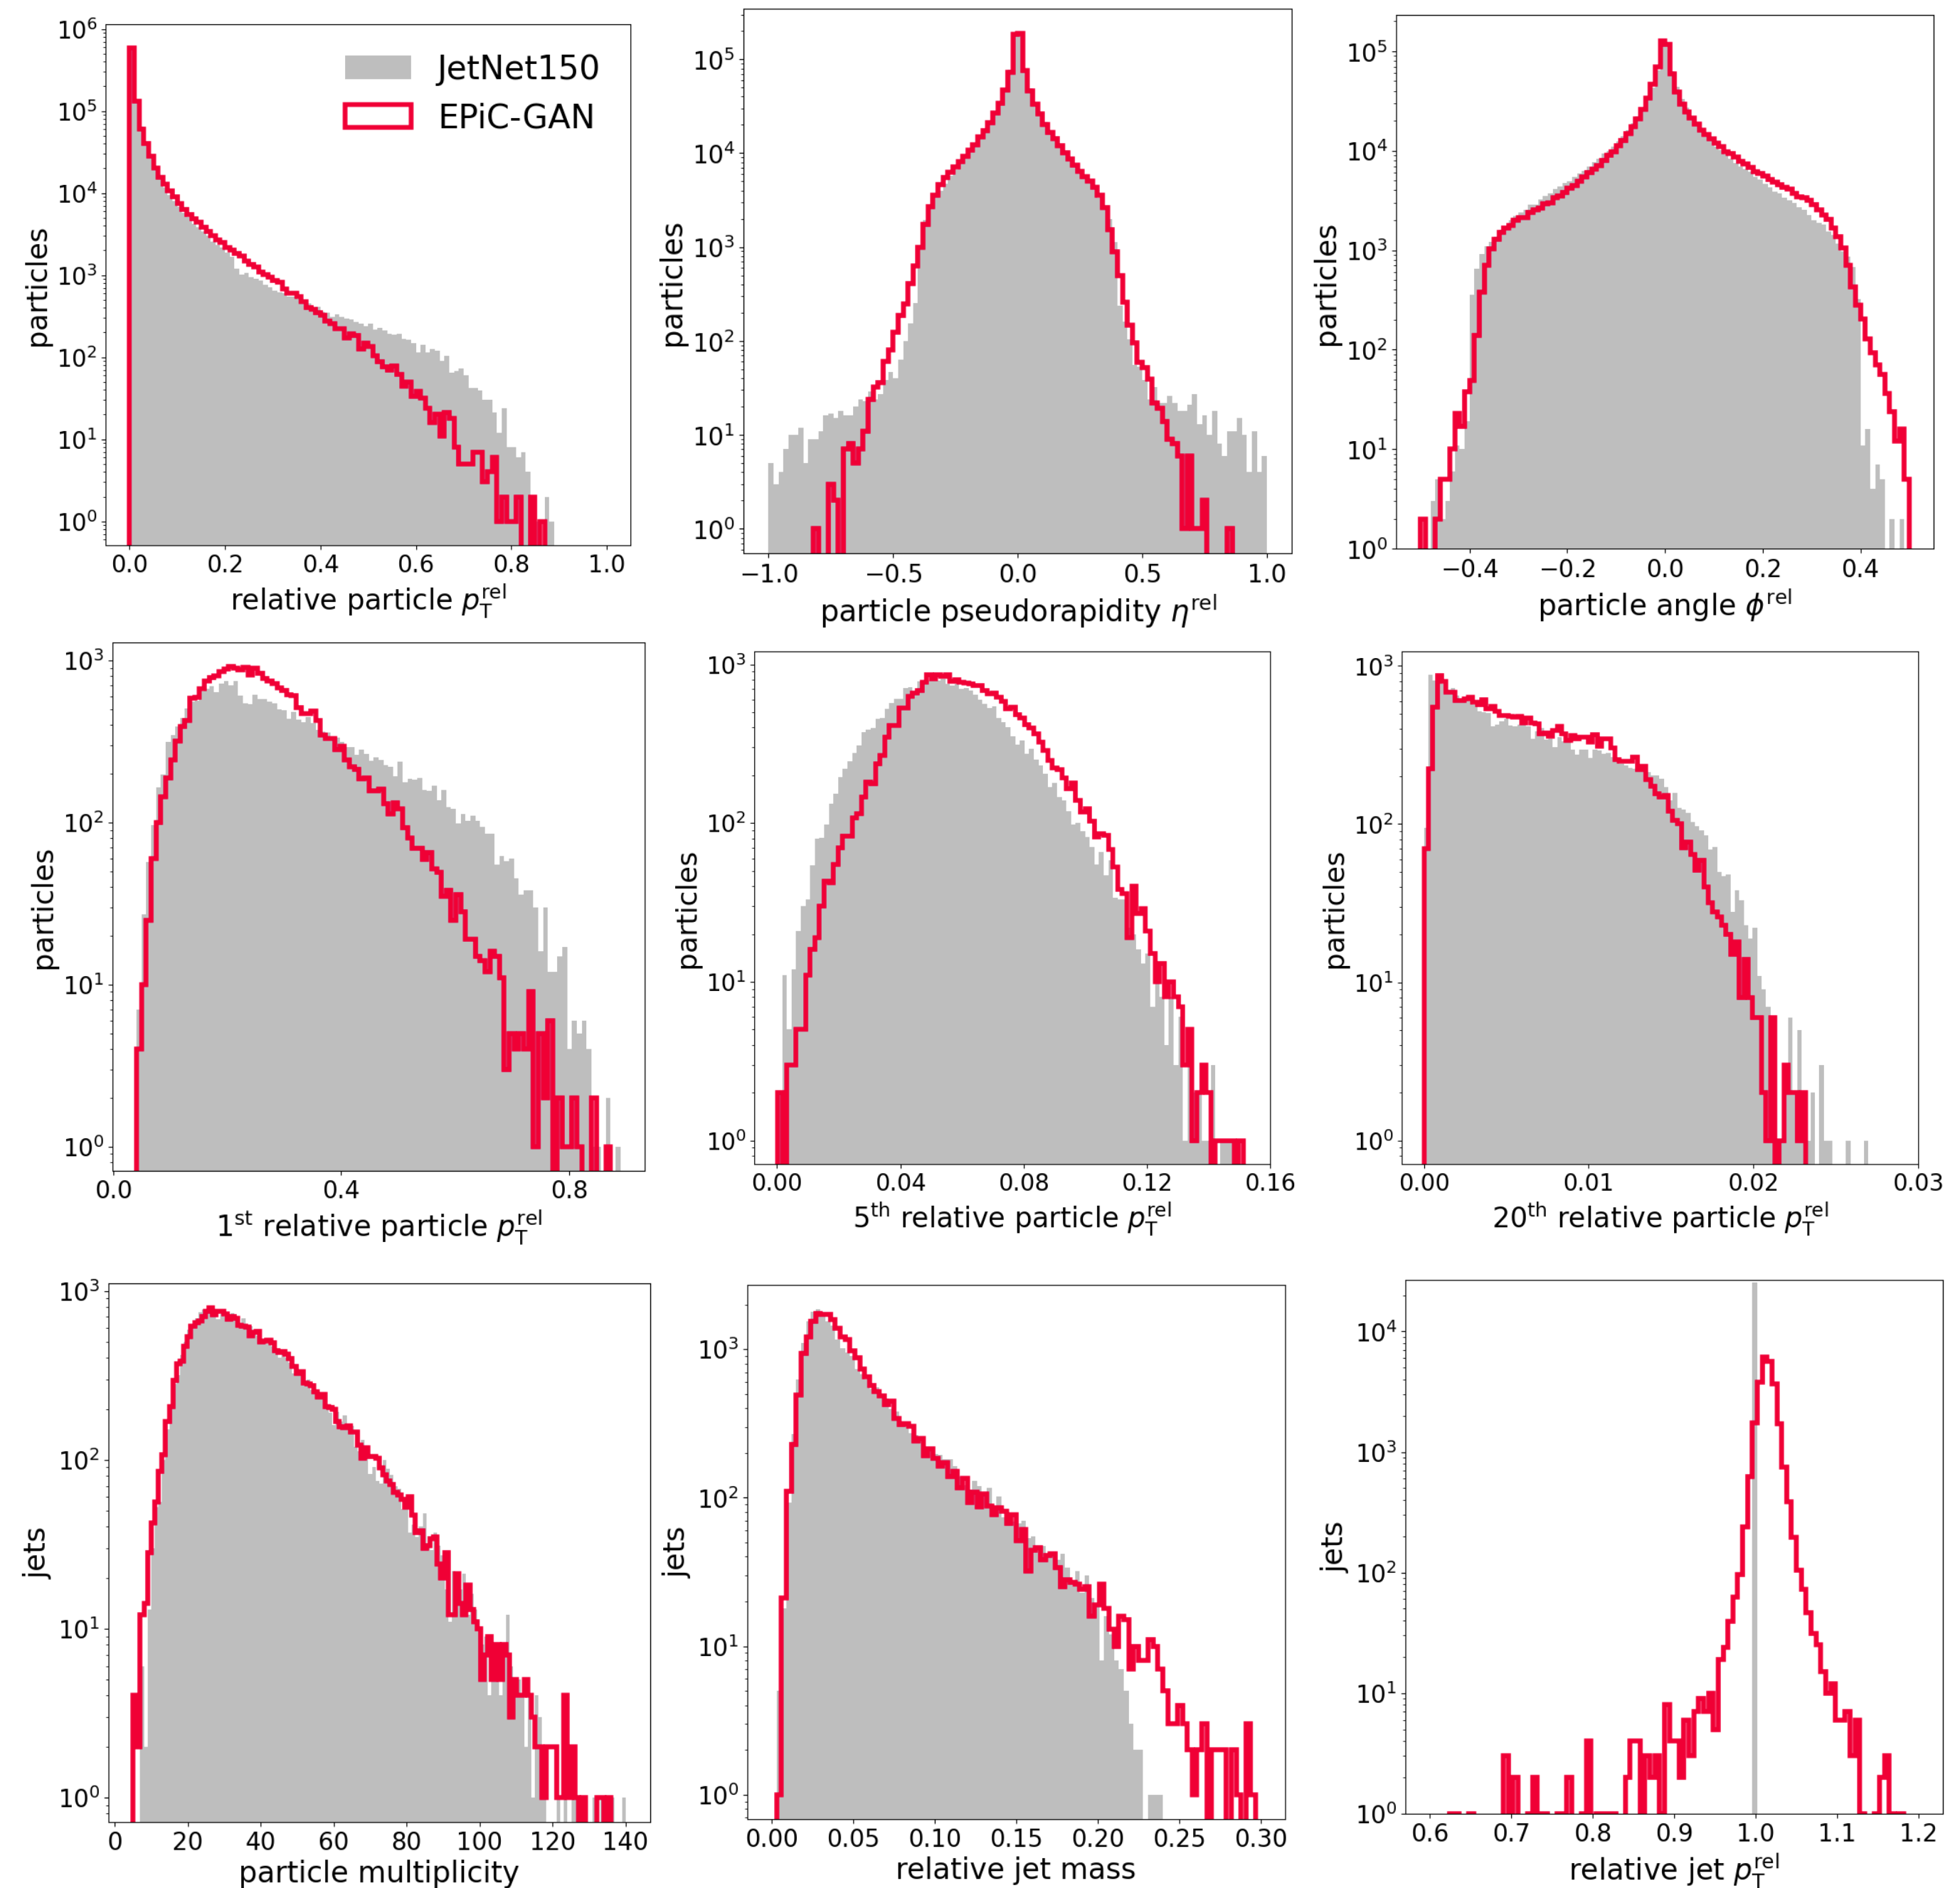 10⁶
10⁵
10⁴
10³
10²
10¹
10⁰
particles
JetNet150
EPiC-GAN
0.0 0.2 0.4 0.6 0.8 1.0
relative particle p_T^rel
10⁵
10⁴
10³
10²
10¹
10⁰
particles
−1.0 −0.5 0.0 0.5 1.0
particle pseudorapidity η^rel
10⁵
10⁴
10³
10²
10¹
10⁰
particles
−0.4 −0.2 0.0 0.2 0.4
particle angle ϕ^rel
10³
10²
10¹
10⁰
particles
0.0 0.4 0.8
1st relative particle p_T^rel
10³
10²
10¹
10⁰
particles
0.00 0.04 0.08 0.12 0.16
5th relative particle p_T^rel
10³
10²
10¹
10⁰
particles
0.00 0.01 0.02 0.03
20th relative particle p_T^rel
10³
10²
10¹
10⁰
jets
0 20 40 60 80 100 120 140
particle multiplicity
10³
10²
10¹
10⁰
jets
0.00 0.05 0.10 0.15 0.20 0.25 0.30
relative jet mass
10⁴
10³
10²
10¹
10⁰
jets
0.6 0.7 0.8 0.9 1.0 1.1 1.2
relative jet p_T^rel